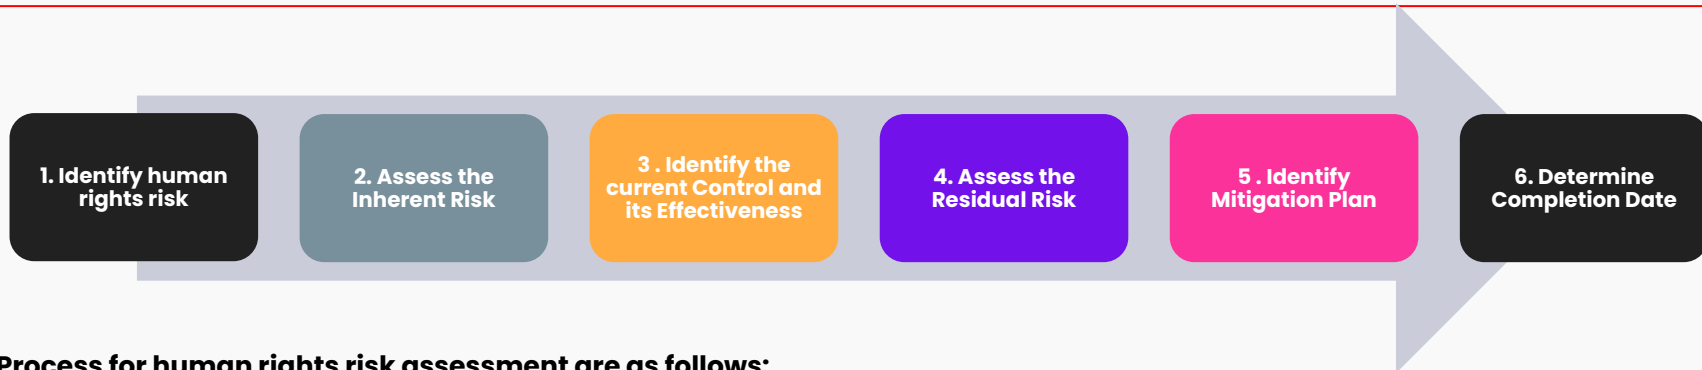 1. Identify human
rights risk
2. Assess the
Inherent Risk
3 . Identify the
current Control and
its Effectiveness
4. Assess the
Residual Risk
5 . Identify
Mitigation Plan
6. Determine
Completion Date
Process for human rights risk assessment are as follows: